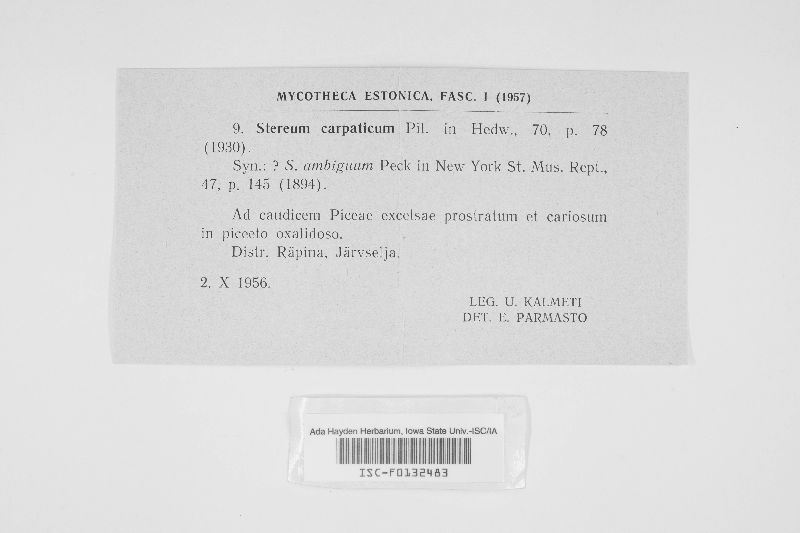 MYCOTHECA ESTONICA, FASC. I (1957)
9. Stereum carpaticum Pil. in Hedw., 70, p. 78
(1930).
Syn.: ? S. ambiguum Peck in New York St. Mus. Rept.,
47, p. 145 (1894).
Ad caudicem Piceae excelsae prostratum et cariosum
in piceeto oxalidoso.
Distr. Räpina, Järvselja.
2. X 1956.
LEG. U. KALMETI
DET. E. PARMASTO
Ada Hayden Herbarium, Iowa State Univ.-ISC/IA
ISC-F0132483